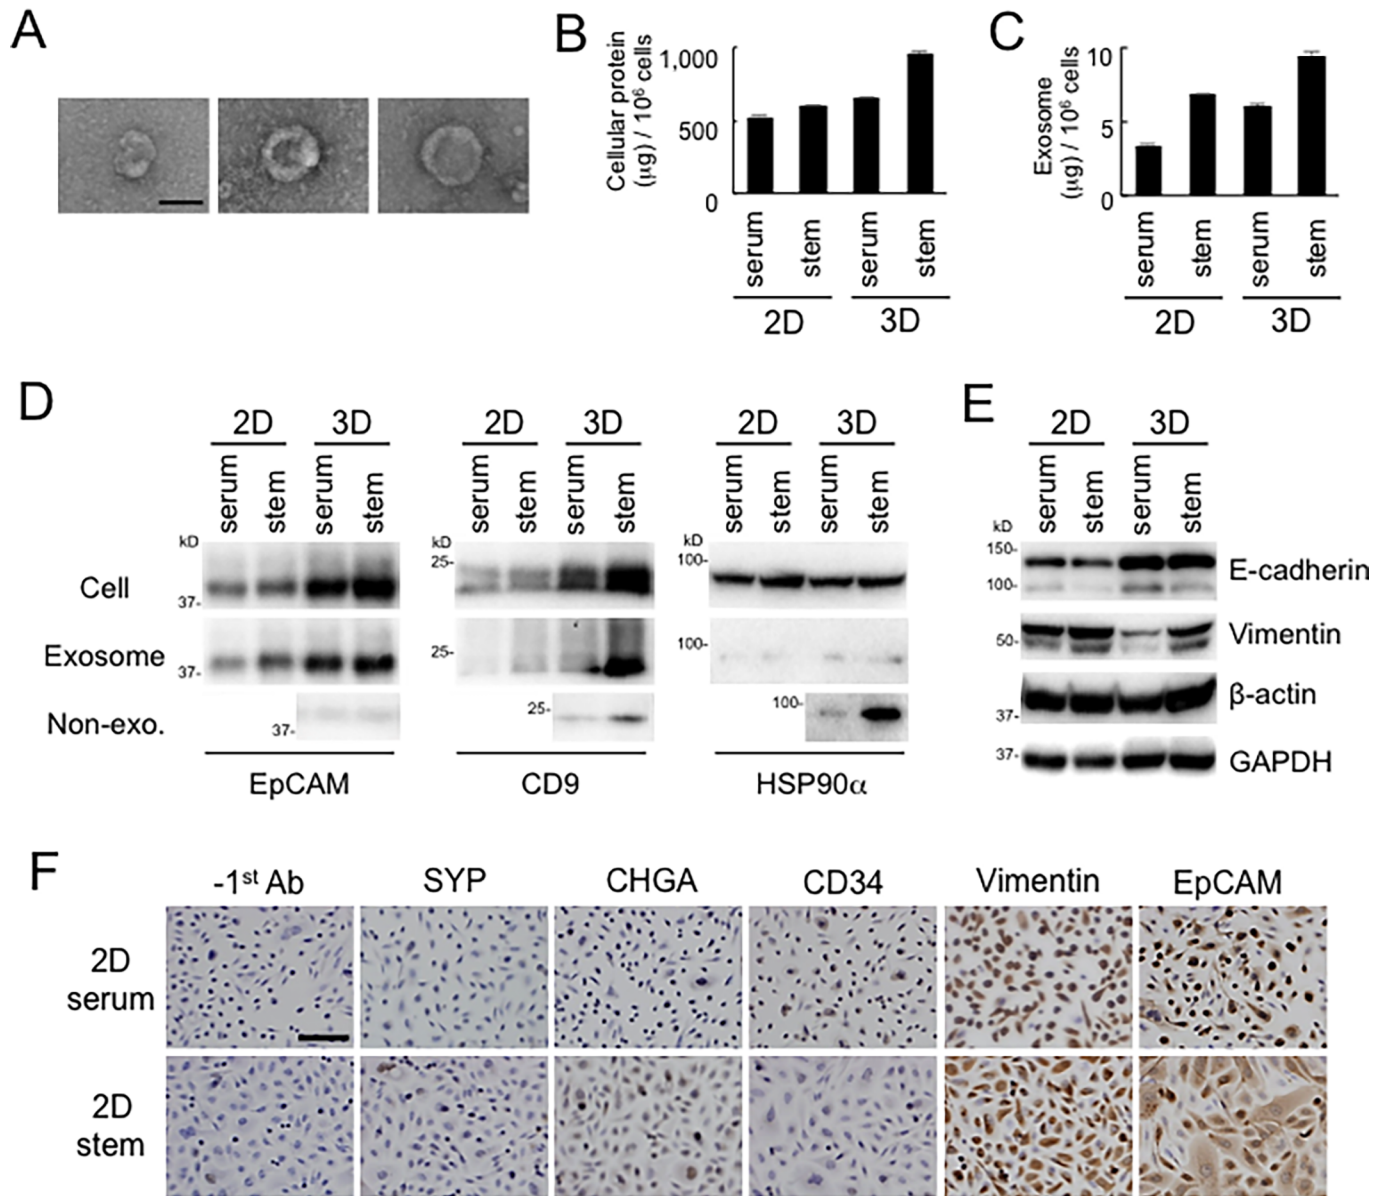 A
B
Cellular protein
(μg) / 10⁶ cells
1,000
500
0
serum
stem
serum
stem
2D
3D
C
Exosome
(μg) / 10⁶ cells
10
5
0
serum
stem
serum
stem
2D
3D
D
2D
3D
2D
3D
2D
3D
serum
stem
serum
stem
serum
stem
serum
stem
serum
stem
serum
stem
kD
kD
kD
Cell
37-
25-
100-
Exosome
37-
25-
100-
Non-exo.
37-
25-
100-
EpCAM
CD9
HSP90α
E
2D
3D
serum
stem
serum
stem
kD
150-
100-
E-cadherin
50-
Vimentin
37-
β-actin
37-
GAPDH
F
-1ˢᵗ Ab
SYP
CHGA
CD34
Vimentin
EpCAM
2D
serum
2D
stem